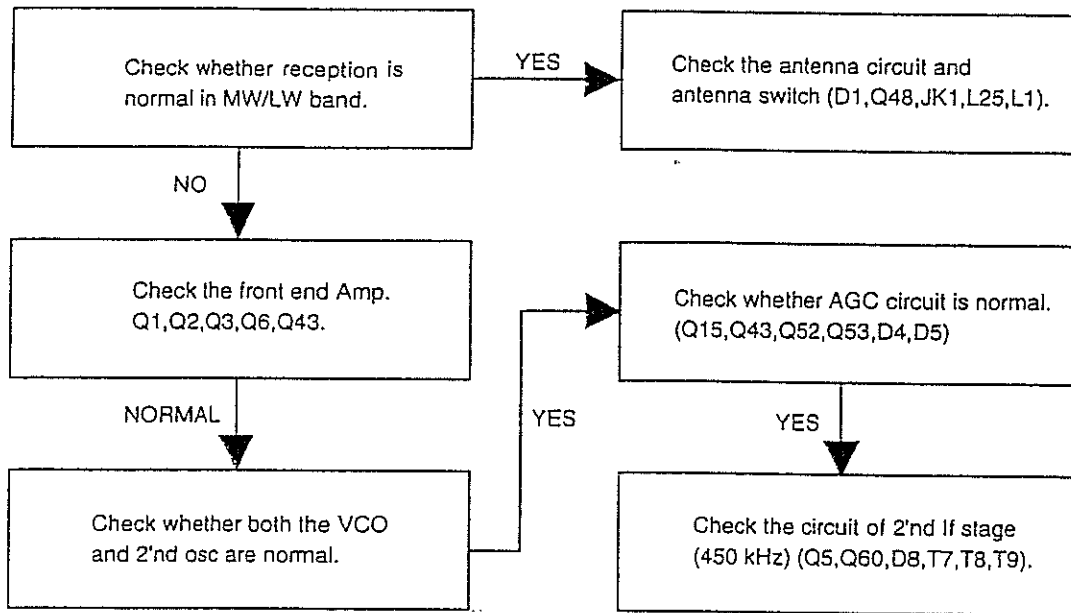 Check whether reception is
normal in MW/LW band.
YES
Check the antenna circuit and
antenna switch (D1,Q48,JK1,L25,L1).
NO
Check the front end Amp.
Q1,Q2,Q3,Q6,Q43.
Check whether AGC circuit is normal.
(Q15,Q43,Q52,Q53,D4,D5)
NORMAL
YES
YES
Check whether both the VCO
and 2'nd osc are normal.
Check the circuit of 2'nd If stage
(450 kHz) (Q5,Q60,D8,T7,T8,T9).